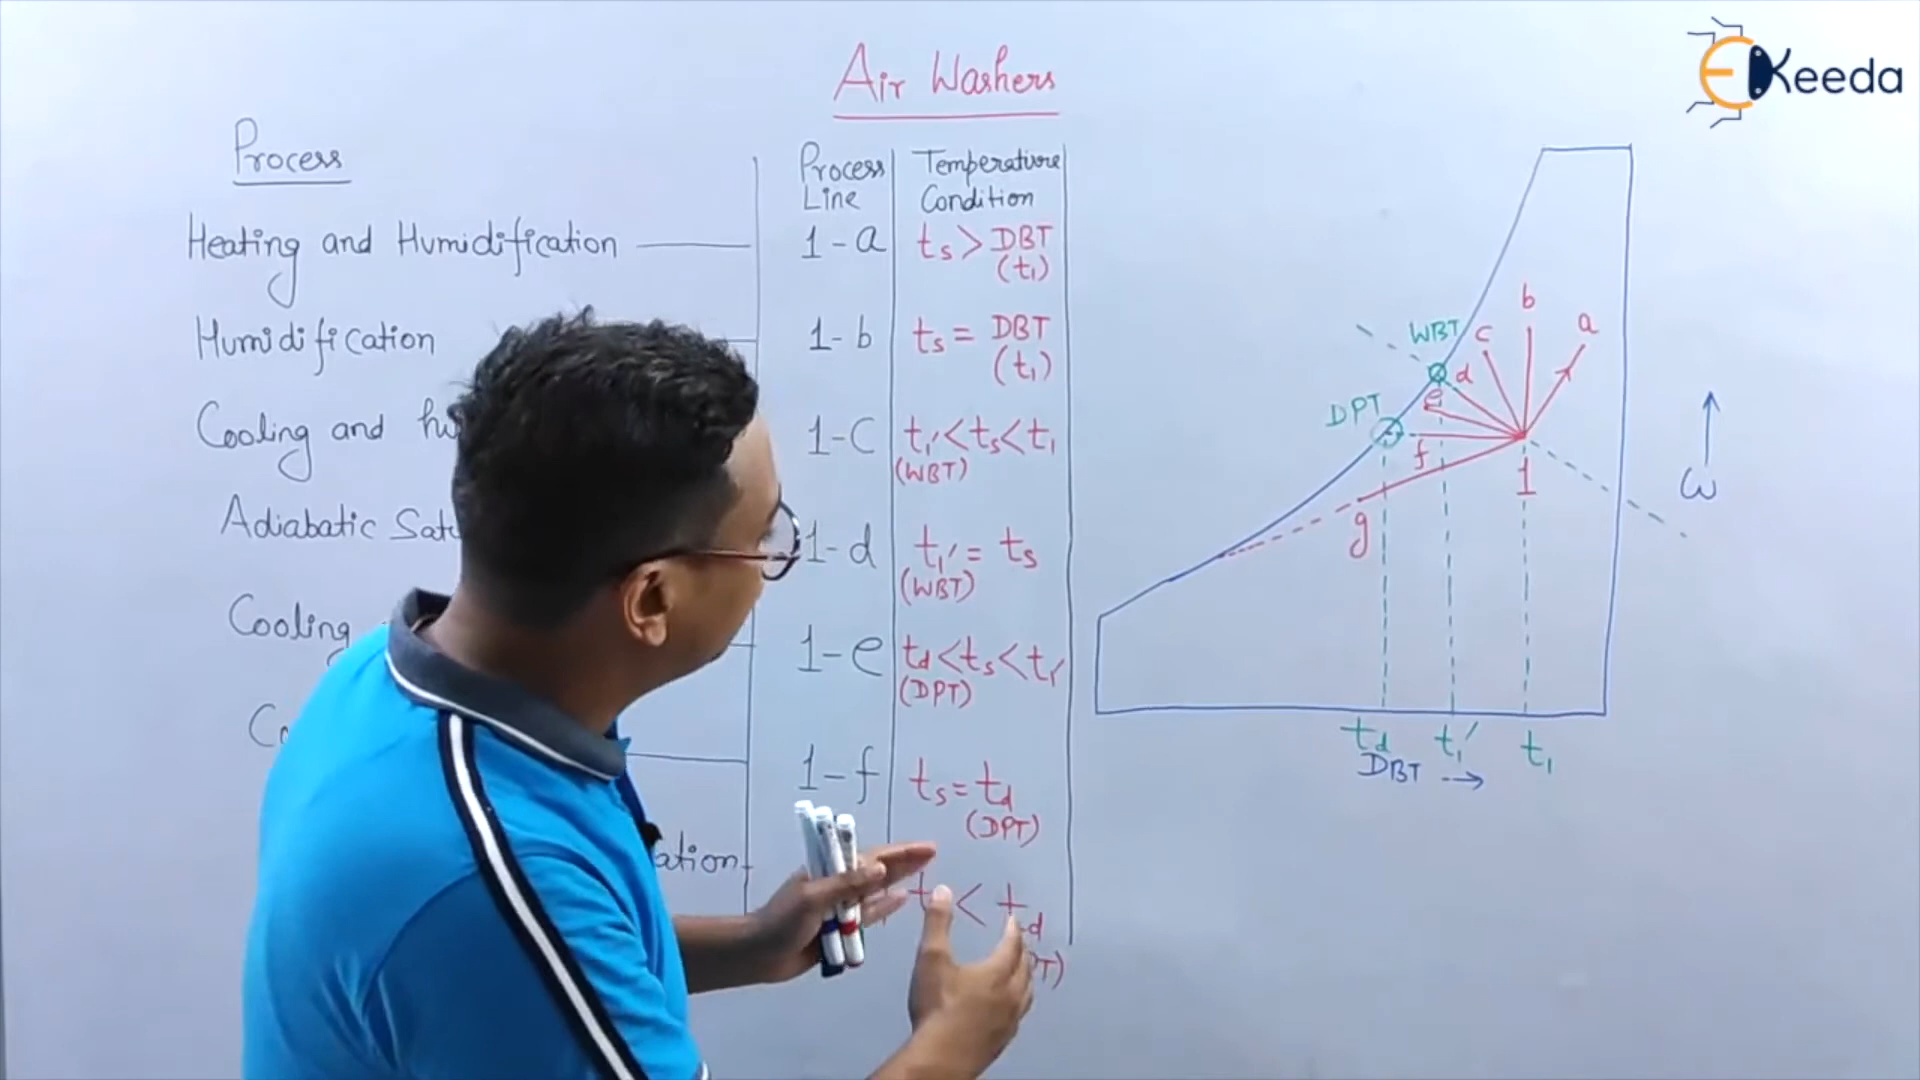 Air Washers
EKeeda
Process
Process Line
Temperature Condition
Heating and Humidification
1-a
ts > DBT
(t1)
Humidification
1-b
ts = DBT
(t1)
Cooling and
1-C
t1' < ts < t1
(WBT)
Adiabatic
1-d
t1' = ts
(WBT)
Cooling
1-e
td < ts < t1'
(DPT)
1-f
ts = td
(DPT)
< td
WBT
DPT
a
b
c
d
e
f
g
1
ω
td
t1'
t1
DBT →